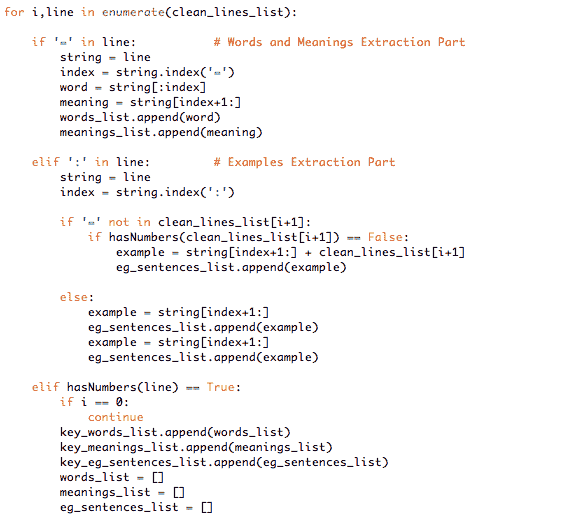 for i,line in enumerate(clean_lines_list):
if '=' in line: # Words and Meanings Extraction Part
string = line
index = string.index('=')
word = string[:index]
meaning = string[index+1:]
words_list.append(word)
meanings_list.append(meaning)
elif ':' in line: # Examples Extraction Part
string = line
index = string.index(':')
if '=' not in clean_lines_list[i+1]:
if hasNumbers(clean_lines_list[i+1]) == False:
example = string[index+1:] + clean_lines_list[i+1]
eg_sentences_list.append(example)
else:
example = string[index+1:]
eg_sentences_list.append(example)
example = string[index+1:]
eg_sentences_list.append(example)
elif hasNumbers(line) == True:
if i == 0:
continue
key_words_list.append(words_list)
key_meanings_list.append(meanings_list)
key_eg_sentences_list.append(eg_sentences_list)
words_list = []
meanings_list = []
eg_sentences_list = []